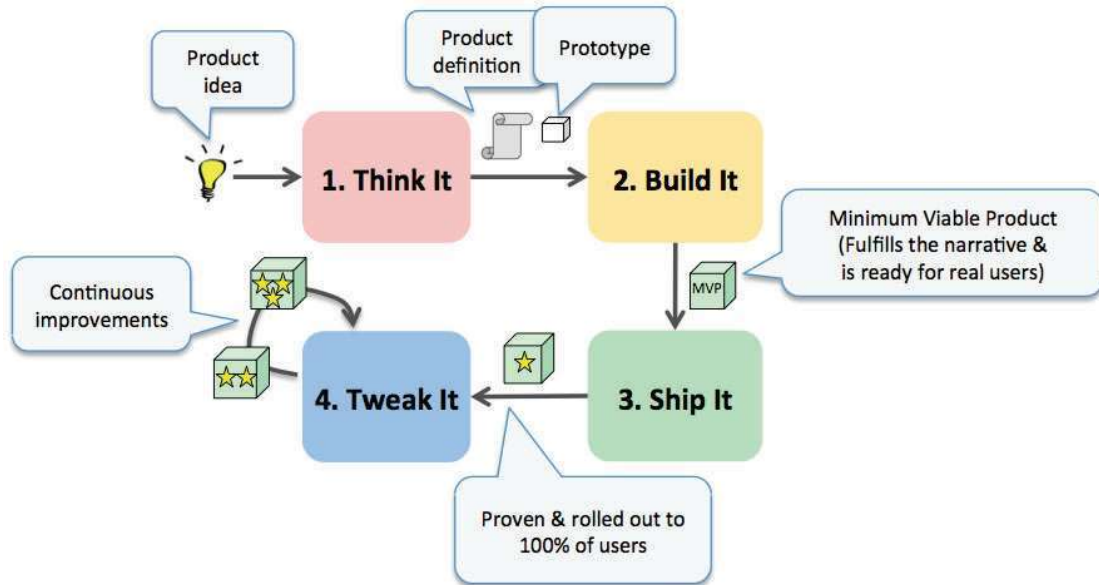 Product
idea
Product
definition
Prototype
1. Think It
2. Build It
Minimum Viable Product
(Fulfills the narrative &
is ready for real users)
MVP
Continuous
improvements
4. Tweak It
3. Ship It
Proven & rolled out to
100% of users